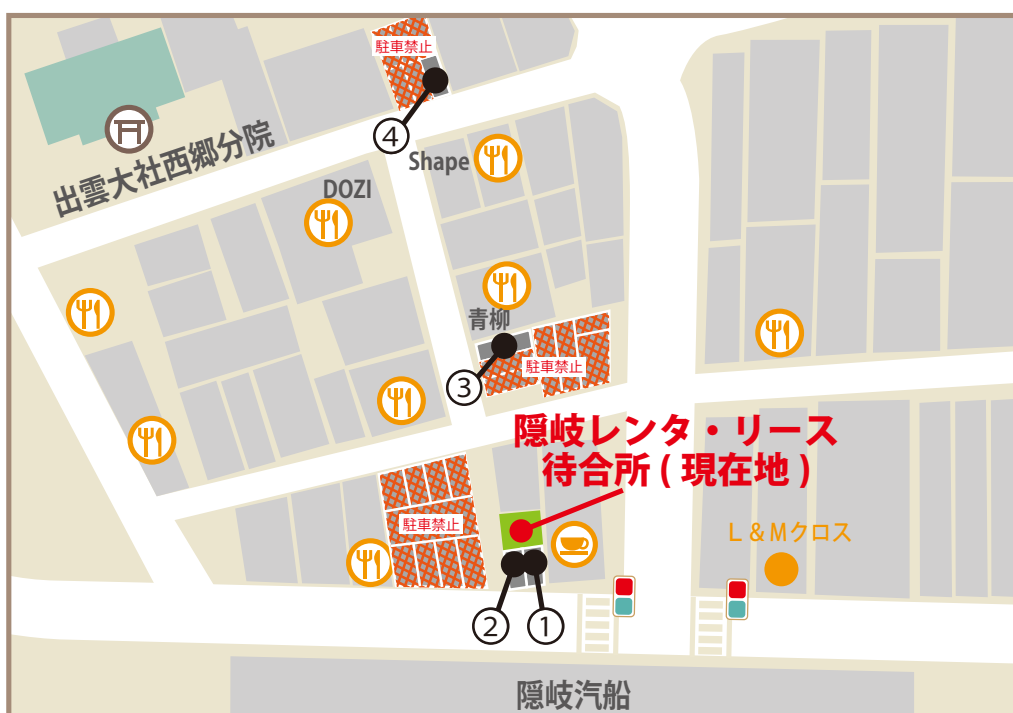 駐車禁止
④
出雲大社西郷分院
Shape
DOZI
青柳
駐車禁止
③
隠岐レンタ・リース
待合所(現在地)
駐車禁止
L&Mクロス
②
①
隠岐汽船